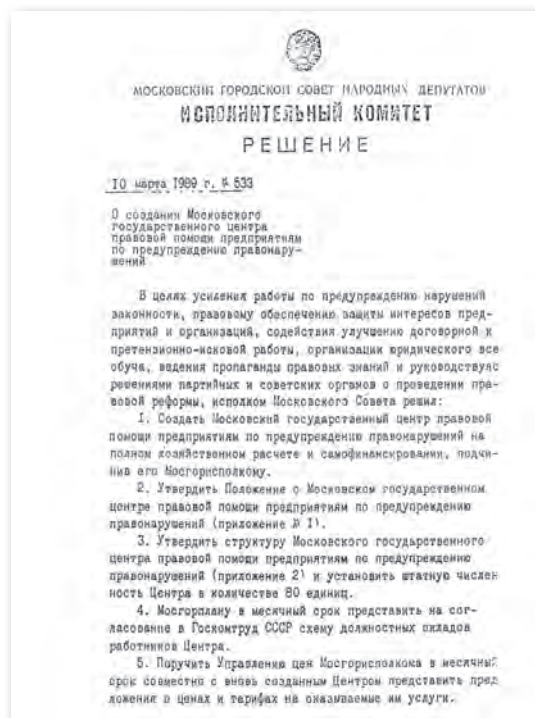 МОСКОВСКИЙ ГОРОДСКОЙ СОВЕТ НАРОДНЫХ ДЕПУТАТОВ
ИСПОЛНИТЕЛЬНЫЙ КОМИТЕТ
РЕШЕНИЕ
10 марта 1989 г. № 533
О создании Московского
государственного центра
правовой помощи предприятиям
по предупреждению правонару-
шений
В целях усиления работы по предупреждению нарушений
законности, правовому обеспечению защиты интересов пред-
приятий и организаций, содействия улучшению договорной и
претензионно-исковой работы, организации юридического все
обуча, ведения пропаганды правовых знаний и руководствуяс
решениями партийных и советских органов о проведении пра-
вовой реформы, исполком Московского Совета решил:
1. Создать Московский государственный центр правовой
помощи предприятиям по предупреждению правонарушений на
полном хозяйственном расчете и самофинансировании, подчи-
нив его Мосгорисполкому.
2. Утвердить Положение о Московском государственном
центре правовой помощи предприятиям по предупреждению
правонарушений (приложение № 1).
3. Утвердить структуру Московского государственного
центра правовой помощи предприятиям по предупреждению
правонарушений (приложение 2) и установить штатную числен
ность Центра в количестве 80 единиц.
4. Мосгорплану в месячный срок представить на сог-
ласование в Госкомтруд СССР схему должностных окладов
работников Центра.
5. Поручить Управлению цен Мосгорисполкома в месячный
срок совместно с вновь созданным Центром представить пред
ложения о ценах и тарифах на оказываемые им услуги.